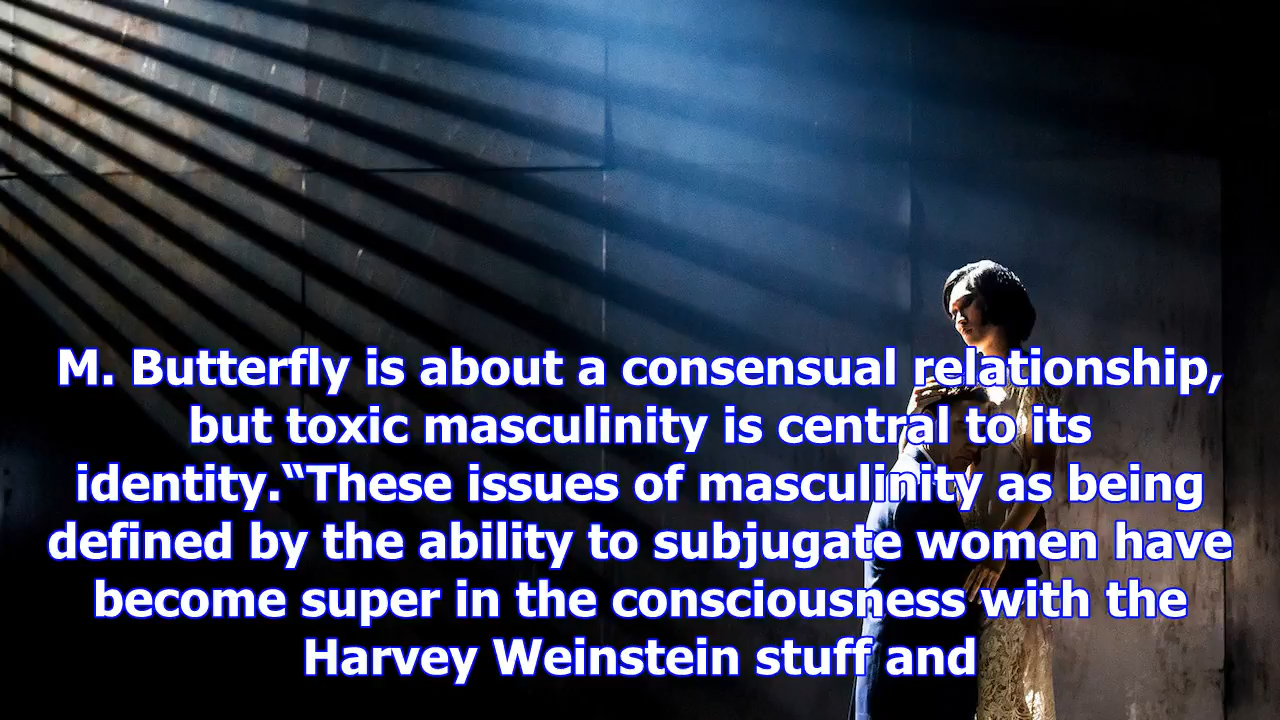 M. Butterfly is about a consensual relationship,
but toxic masculinity is central to its
identity.“These issues of masculinity as being
defined by the ability to subjugate women have
become super in the consciousness with the
Harvey Weinstein stuff and